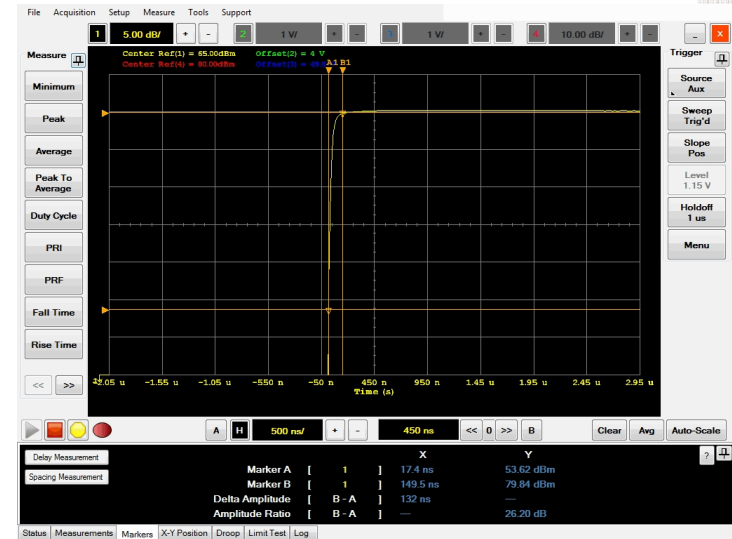 File Acquisition Setup Measure Tools Support
1 5.00 dB/ + - 2 1 V/ + - 3 1 V/ + - 4 10.00 dB/ + - _ x
Measure
Center Ref(1) = 65.00dBm Offset(2) = 4 V
Center Ref(4) = 80.00dBm Offset(3) =
A1 B1
Trigger
Minimum
Peak
Average
Peak To Average
Duty Cycle
PRI
PRF
Fall Time
Rise Time
<< >>
Source
Aux
Sweep
Trig'd
Slope
Pos
Level
1.15 V
Holdoff
1 us
Menu
-2.05 u -1.55 u -1.05 u -550 n -50 n 450 n 950 n 1.45 u 1.95 u 2.45 u 2.95 u
Time (s)
A H 500 ns/ + - 450 ns << 0 >> B Clear Avg Auto-Scale
Delay Measurement
Spacing Measurement
X Y ?
Marker A [ 1 ] 17.4 ns 53.62 dBm
Marker B [ 1 ] 149.5 ns 79.84 dBm
Delta Amplitude [ B - A ] 132 ns —
Amplitude Ratio [ B - A ] — 26.20 dB
Status Measurements Markers X-Y Position Droop Limit Test Log